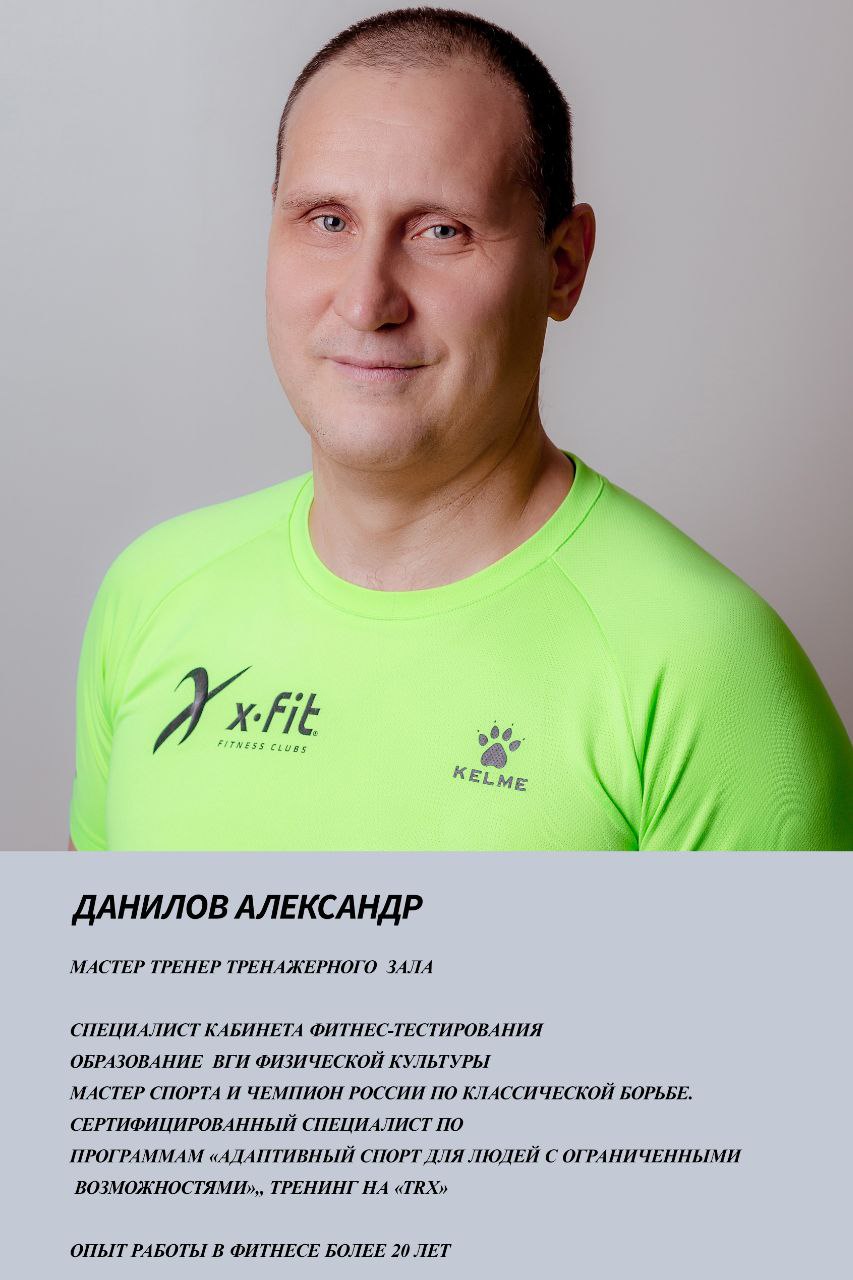 x·fit®
FITNESS CLUBS
KELME
ДАНИЛОВ АЛЕКСАНДР
МАСТЕР ТРЕНЕР ТРЕНАЖЕРНОГО ЗАЛА
СПЕЦИАЛИСТ КАБИНЕТА ФИТНЕС-ТЕСТИРОВАНИЯ
ОБРАЗОВАНИЕ ВГИ ФИЗИЧЕСКОЙ КУЛЬТУРЫ
МАСТЕР СПОРТА И ЧЕМПИОН РОССИИ ПО КЛАССИЧЕСКОЙ БОРЬБЕ.
СЕРТИФИЦИРОВАННЫЙ СПЕЦИАЛИСТ ПО
ПРОГРАММАМ «АДАПТИВНЫЙ СПОРТ ДЛЯ ЛЮДЕЙ С ОГРАНИЧЕННЫМИ
ВОЗМОЖНОСТЯМИ»,, ТРЕНИНГ НА «TRX»
ОПЫТ РАБОТЫ В ФИТНЕСЕ БОЛЕЕ 20 ЛЕТ